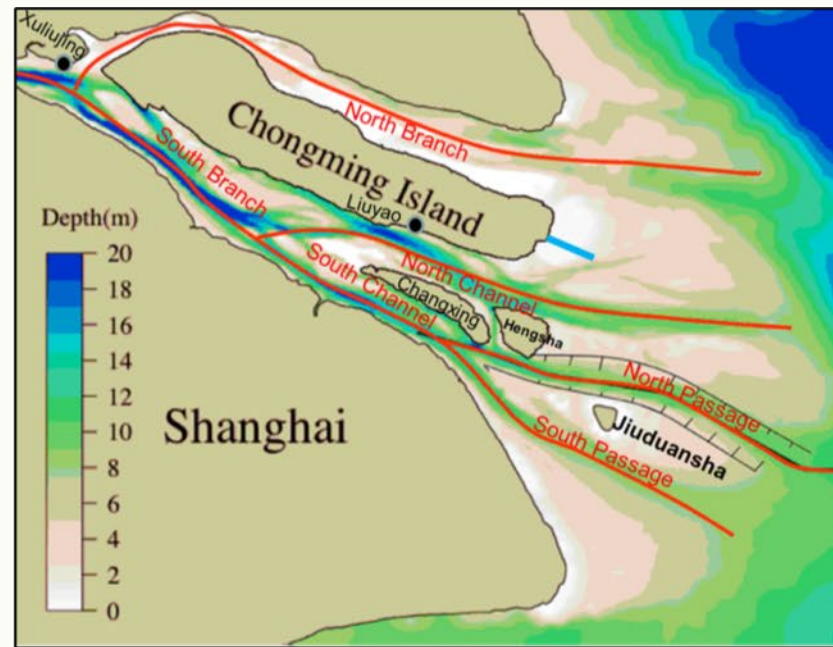 Xuliujing
North Branch
Chongming Island
South Branch
Liuyao
Depth(m)
20
18
16
14
12
10
8
6
4
2
0
North Channel
South Channel
Changxing
Hengsha
North Passage
Jiuduansha
South Passage
Shanghai